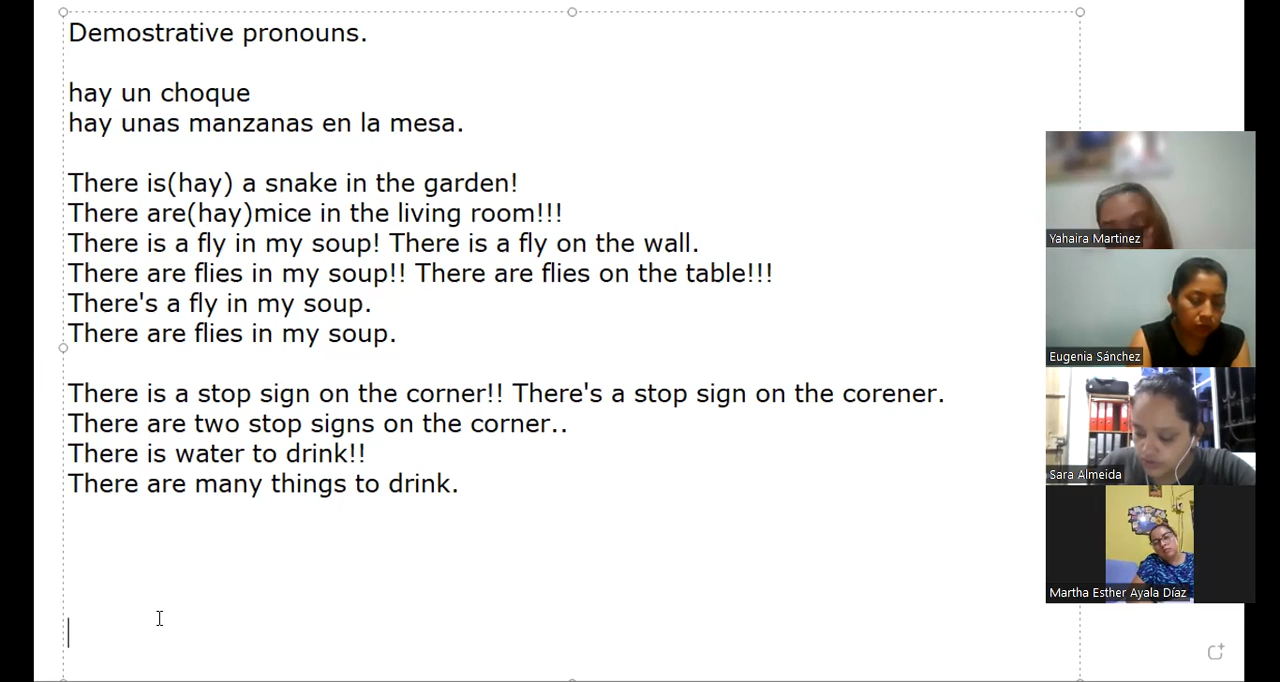 Demostrative pronouns.
hay un choque
hay unas manzanas en la mesa.
There is(hay) a snake in the garden!
There are(hay)mice in the living room!!!
There is a fly in my soup! There is a fly on the wall.
There are flies in my soup!! There are flies on the table!!!
There's a fly in my soup.
There are flies in my soup.
There is a stop sign on the corner!! There's a stop sign on the corener.
There are two stop signs on the corner..
There is water to drink!!
There are many things to drink.
Yahaira Martinez
Eugenia Sánchez
Sara Almeida
Martha Esther Ayala Díaz